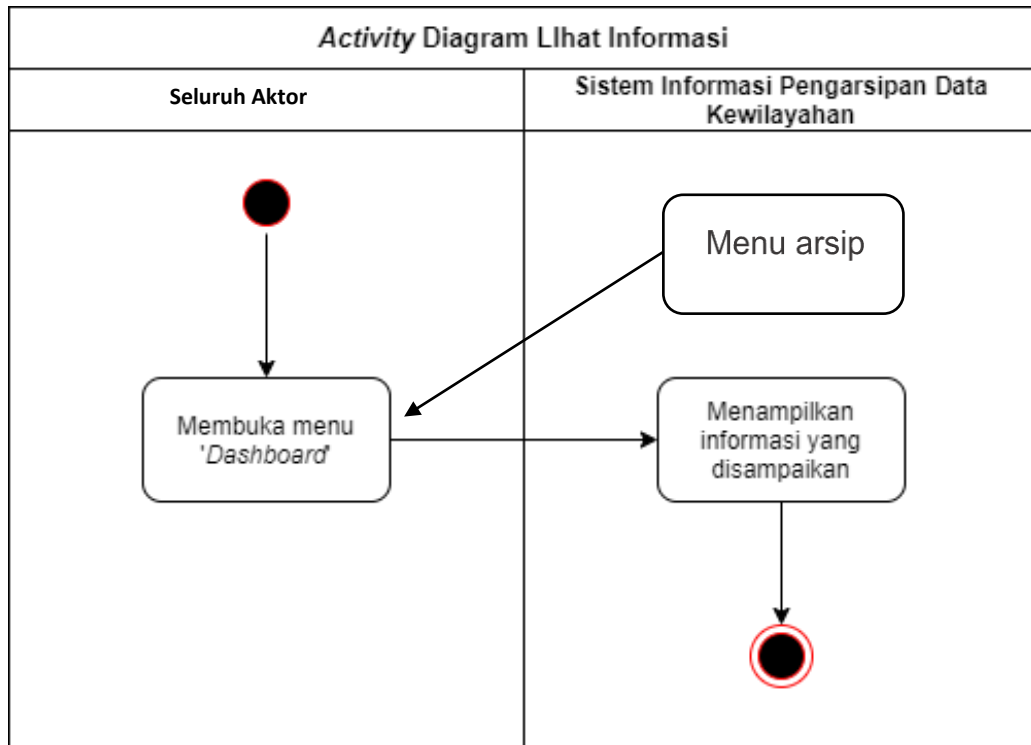 Activity Diagram LIhat Informasi
Seluruh Aktor
Sistem Informasi Pengarsipan Data
Kewilayahan
Menu arsip
Membuka menu
'Dashboard'
Menampilkan
informasi yang
disampaikan